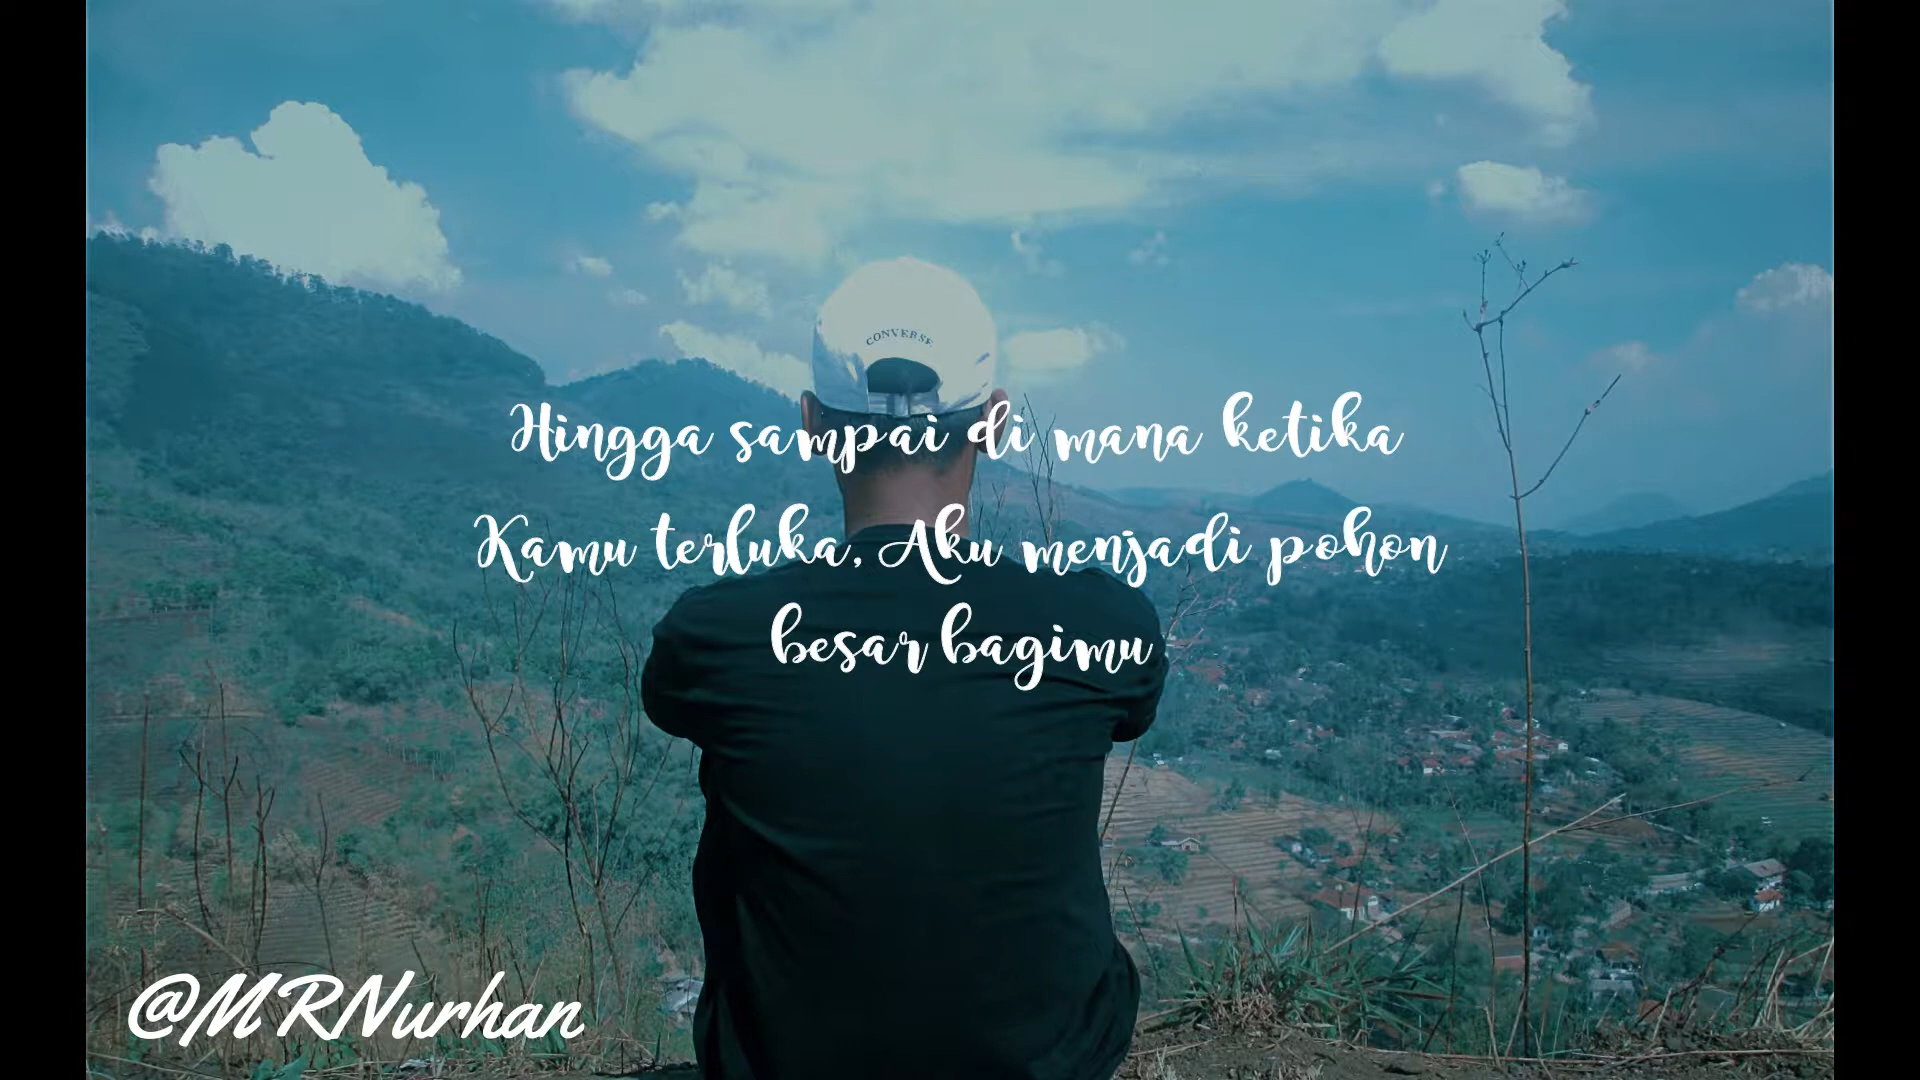 CONVERSE
Hingga sampai di mana ketika
Kamu terluka, Aku menjadi pohon
besar bagimu
@MRNurhan